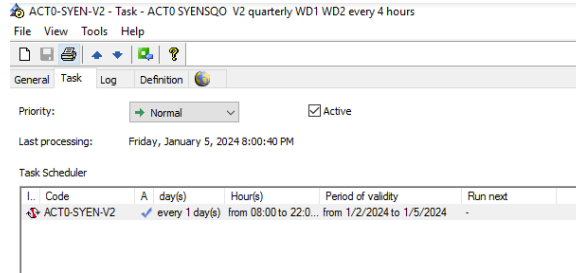 ACT0-SYEN-V2 - Task - ACT0 SYENSQO V2 quarterly WD1 WD2 every 4 hours
File View Tools Help
General Task Log Definition
Priority: Normal Active
Last processing: Friday, January 5, 2024 8:00:40 PM
Task Scheduler
I.. Code A day(s) Hour(s) Period of validity Run next
ACT0-SYEN-V2 every 1 day(s) from 08:00 to 22:0... from 1/2/2024 to 1/5/2024 -